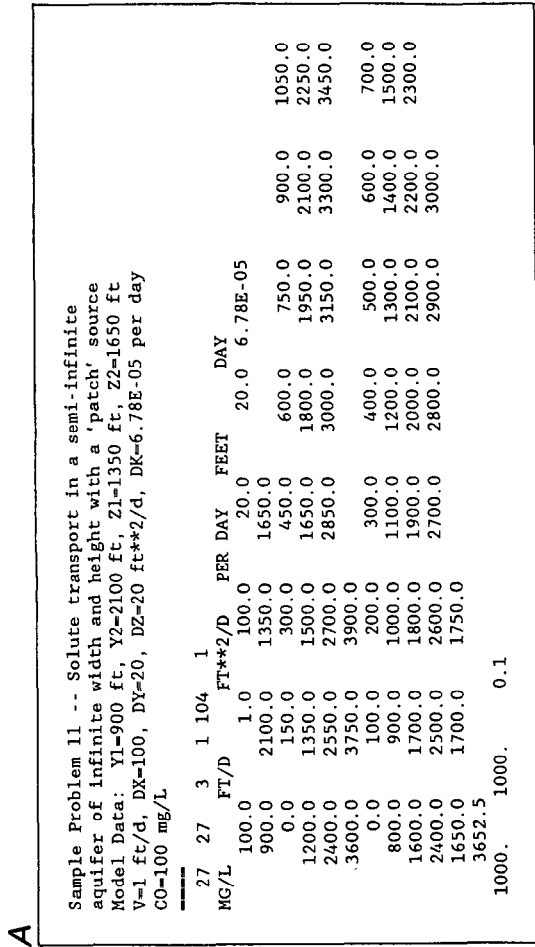 A
Sample Problem 11 -- Solute transport in a semi-infinite
aquifer of infinite width and height with a 'patch' source
Model Data: Y1=900 ft, Y2=2100 ft, Z1=1350 ft, Z2=1650 ft
V=1 ft/d, DX=100, DY=20, DZ=20 ft**2/d, DK=6.78E-05 per day
CO=100 mg/L
====
27 27 3 1 104 1
MG/L FT/D FT**2/D PER DAY FEET DAY
100.0 1.0 100.0 20.0 20.0 6.78E-05
900.0 2100.0 1350.0 1650.0
0.0 150.0 300.0 450.0 600.0 750.0 900.0 1050.0
1200.0 1350.0 1500.0 1650.0 1800.0 1950.0 2100.0 2250.0
2400.0 2550.0 2700.0 2850.0 3000.0 3150.0 3300.0 3450.0
3600.0 3750.0 3900.0
0.0 100.0 200.0 300.0 400.0 500.0 600.0 700.0
800.0 900.0 1000.0 1100.0 1200.0 1300.0 1400.0 1500.0
1600.0 1700.0 1800.0 1900.0 2000.0 2100.0 2200.0 2300.0
2400.0 2500.0 2600.0 2700.0 2800.0 2900.0 3000.0
1650.0 1700.0 1750.0
3652.5
1000. 1000. 0.1